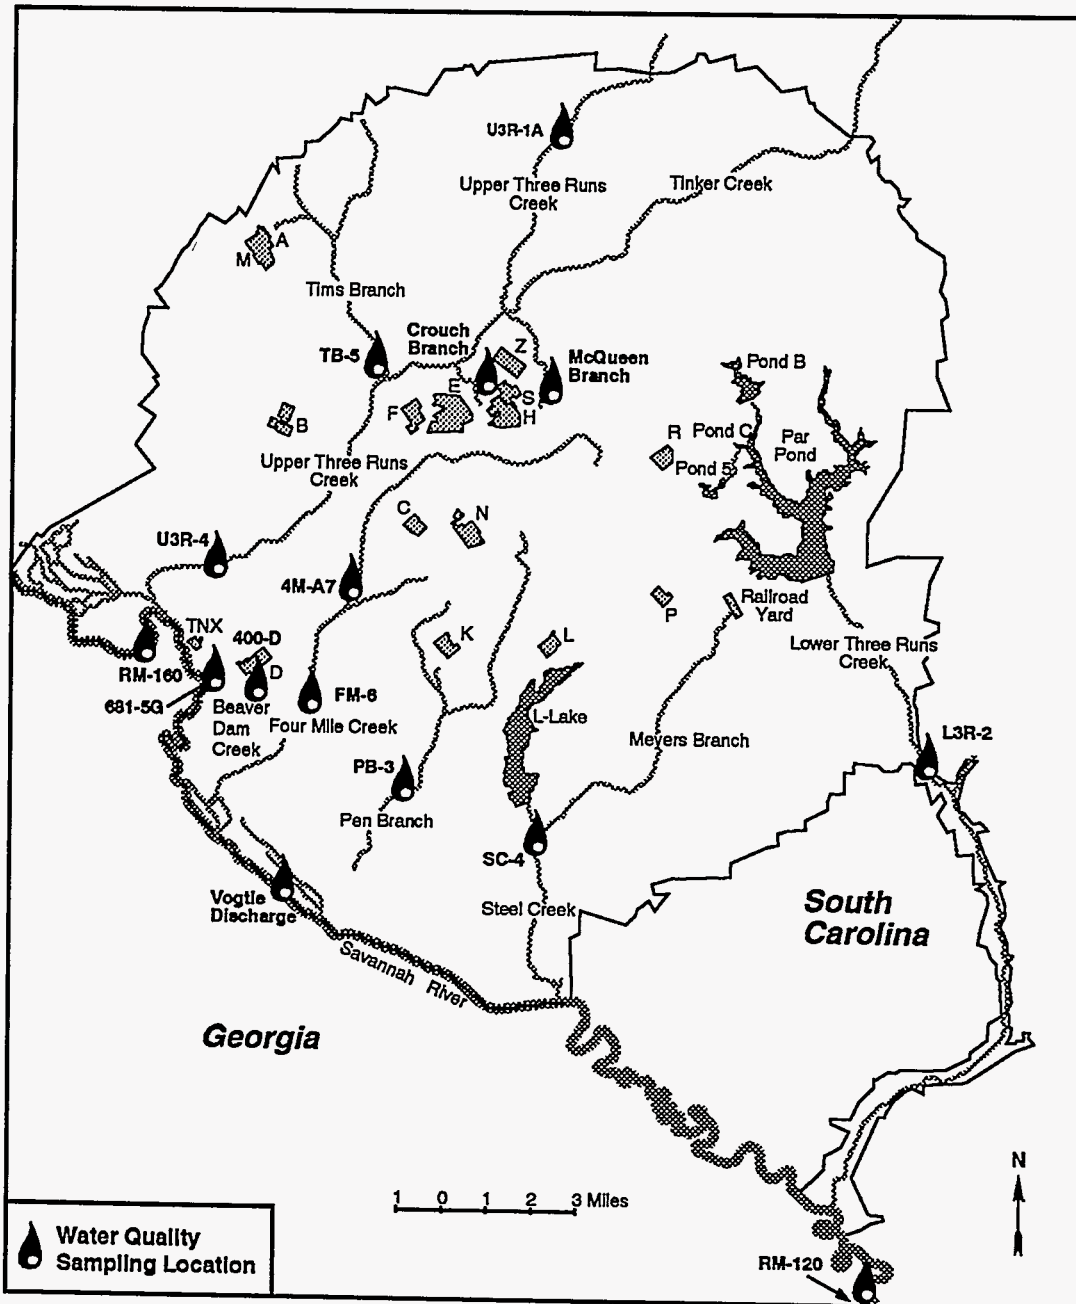 U3R-1A
Upper Three Runs
Creek
Tinker Creek
A
M
Tims Branch
Crouch
Branch
TB-5
Z
McQueen
Branch
Pond B
E
S
F
H
B
R
Pond C
Par
Pond
Pond 5
Upper Three Runs
Creek
C
N
U3R-4
4M-A7
P
Railroad
Yard
TNX
400-D
K
L
Lower Three Runs
Creek
RM-160
D
681-5G
FM-6
Beaver
Dam
Creek
Four Mile Creek
L-Lake
Meyers Branch
L3R-2
PB-3
Pen Branch
SC-4
Vogtle
Discharge
Steel Creek
South
Carolina
Savannah River
Georgia
N
1 0 1 2 3 Miles
Water Quality
Sampling Location
RM-120